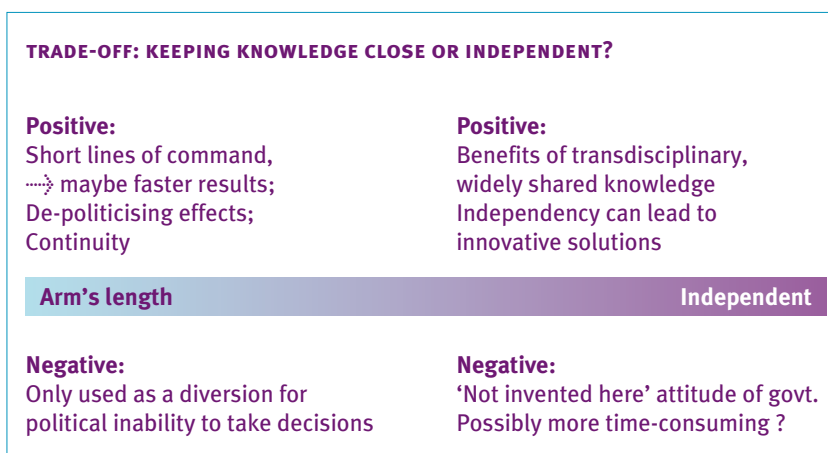 TRADE-OFF: KEEPING KNOWLEDGE CLOSE OR INDEPENDENT?
Positive:
Short lines of command,
maybe faster results;
De-politicising effects;
Continuity
Positive:
Benefits of transdisciplinary,
widely shared knowledge
Independency can lead to
innovative solutions
Arm's length
Independent
Negative:
Only used as a diversion for
political inability to take decisions
Negative:
‘Not invented here’ attitude of govt.
Possibly more time-consuming ?